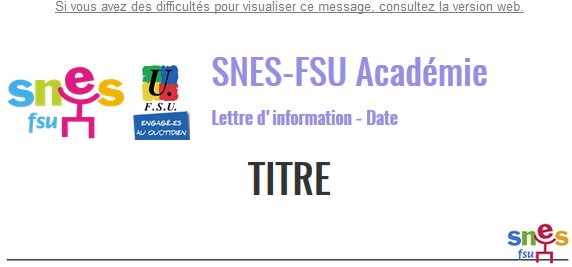 Si vous avez des difficultés pour visualiser ce message, consultez la version web.
SNES-FSU Académie
snes
fsu
U.
F.S.U.
ENGAGÉ·ES
AU QUOTIDIEN
Lettre d'information - Date
TITRE
snes
fsu